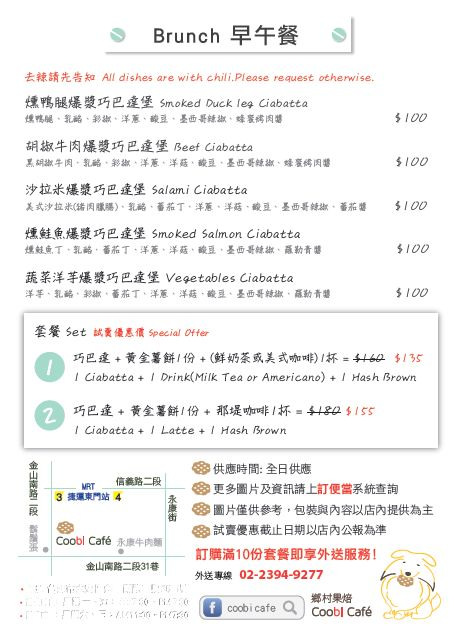 Brunch 早午餐
去辣請先告知 All dishes are with chili.Please request otherwise.
燻鴨腿爆漿巧巴達堡 Smoked Duck leg Ciabatta
燻鴨腿、乳酪、彩椒、洋蔥、酸豆、墨西哥辣椒、蜂蜜烤肉醬 $100
胡椒牛肉爆漿巧巴達堡 Beef Ciabatta
黑胡椒牛肉、乳酪、彩椒、洋蔥、洋菇、酸豆、墨西哥辣椒、蜂蜜烤肉醬 $100
沙拉米爆漿巧巴達堡 Salami Ciabatta
美式沙拉米(豬肉臘腸)、乳酪、蕃茄丁、洋蔥、洋菇、酸豆、墨西哥辣椒、蕃茄醬 $100
燻鮭魚爆漿巧巴達堡 Smoked Salmon Ciabatta
燻鮭魚丁、乳酪、蕃茄丁、洋蔥、洋菇、酸豆、墨西哥辣椒、羅勒青醬 $100
蔬菜洋芋爆漿巧巴達堡 Vegetables Ciabatta
洋芋、乳酪、彩椒、蕃茄丁、洋蔥、洋菇、酸豆、墨西哥辣椒、羅勒青醬 $100
套餐 Set 試賣優惠價 Special Offer
1 巧巴達 + 黃金薯餅1份 + (鮮奶茶或美式咖啡)1杯 = $160 $135
1 Ciabatta + 1 Drink(Milk Tea or Americano) + 1 Hash Brown
2 巧巴達 + 黃金薯餅1份 + 那堤咖啡1杯 = $180 $155
1 Ciabatta + 1 Latte + 1 Hash Brown
金山南路二段
MRT
信義路二段
3 捷運東門站 4
永康街
鬍鬚張
Coobi Café
永康牛肉麵
金山南路二段31巷
供應時間: 全日供應
更多圖片及資訊請上訂便當系統查詢
圖片僅供參考，包裝與內容以店內提供為主
試賣優惠截止日期以店內公報為準
訂購滿10份套餐即享外送服務!
外送專線 02-2394-9277
f coobi cafe
鄉村果焙
Coobi Café